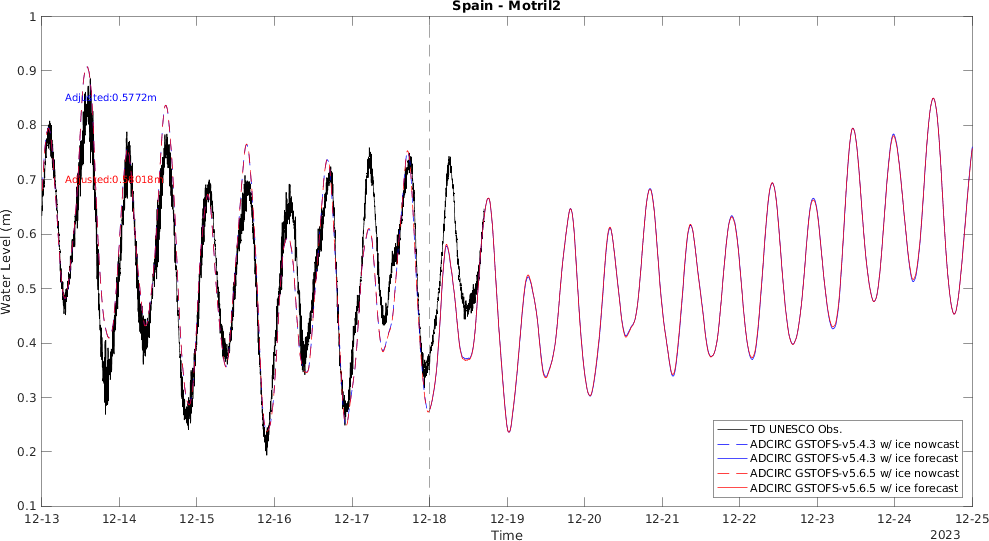 Spain - Motril2
1
0.9
0.8
0.7
0.6
0.5
0.4
0.3
0.2
0.1
Water Level (m)
Adjusted:0.5772m
TD UNESCO Obs.
ADCIRC GSTOFS-v5.4.3 w/ ice nowcast
ADCIRC GSTOFS-v5.4.3 w/ ice forecast
ADCIRC GSTOFS-v5.6.5 w/ ice nowcast
ADCIRC GSTOFS-v5.6.5 w/ ice forecast
12-13 12-14 12-15 12-16 12-17 12-18 12-19 12-20 12-21 12-22 12-23 12-24 12-25
Time
2023